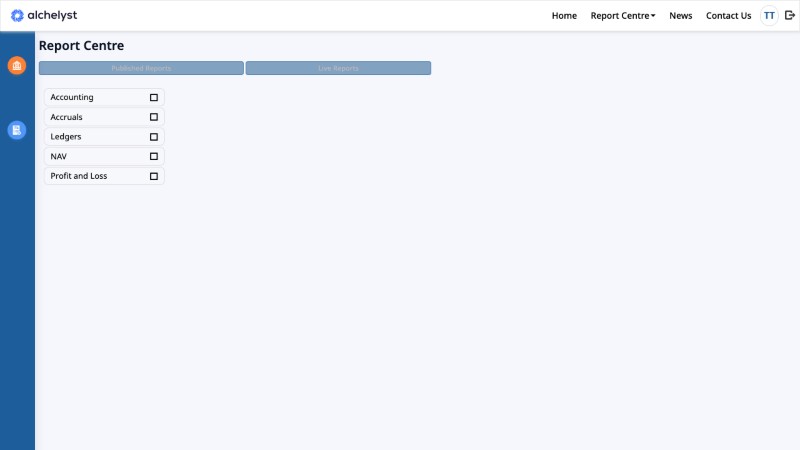 alchelyst
Home Report Centre News Contact Us TT
Report Centre
Published Reports Live Reports
Accounting
Accruals
Ledgers
NAV
Profit and Loss